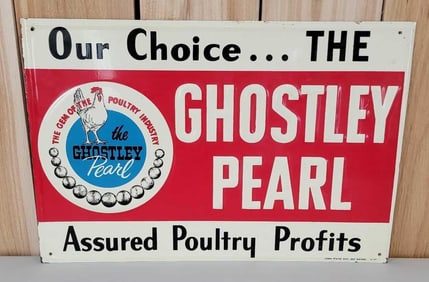 Our Choice... THE
THE GEM OF THE POULTRY INDUSTRY
the
GHOSTLEY
Pearl
GHOSTLEY
PEARL
Assured Poultry Profits